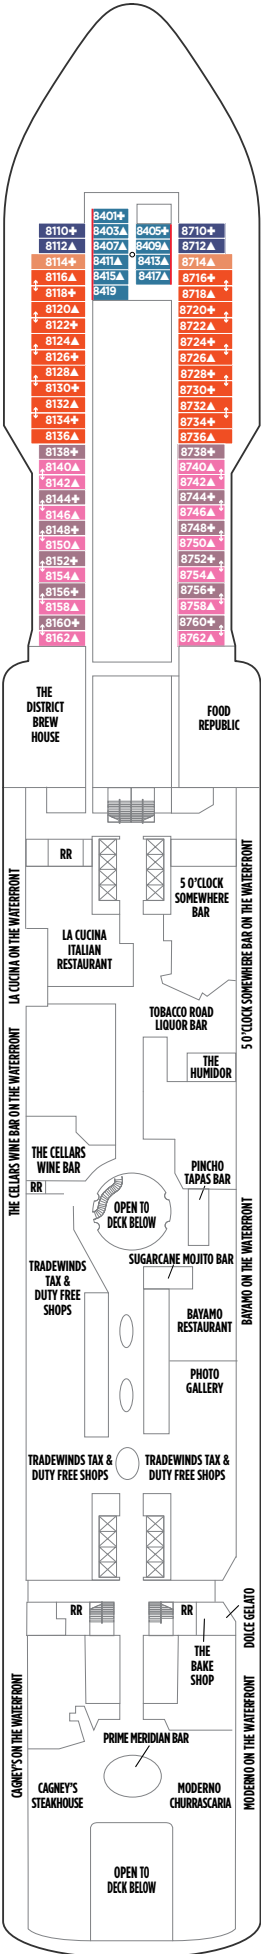 8401✚
8110✚ 8403▲ 8405✚ 8710✚
8112▲ 8407▲ 8409▲ 8712▲
8114✚ 8411▲ 8413▲ 8714▲
8116▲ 8415▲ 8417▲ 8716✚
8118✚ 8419 8718▲
8120▲ 8720✚
8122✚ 8722▲
8124▲ 8724✚
8126✚ 8726▲
8128▲ 8728✚
8130✚ 8730✚
8132▲ 8732▲
8134✚ 8734✚
8136▲ 8736▲
8138✚ 8738✚
8140▲ 8740▲
8142▲ 8742▲
8144✚ 8744✚
8146▲ 8746▲
8148✚ 8748✚
8150▲ 8750▲
8152✚ 8752✚
8154▲ 8754▲
8156✚ 8756✚
8158▲ 8758▲
8160✚ 8760✚
8162▲ 8762▲
THE
DISTRICT
BREW
HOUSE
FOOD
REPUBLIC
RR
LA CUCINA ON THE WATERFRONT
5 O'CLOCK
SOMEWHERE
BAR
5 O'CLOCK SOMEWHERE BAR ON THE WATERFRONT
LA CUCINA
ITALIAN
RESTAURANT
TOBACCO ROAD
LIQUOR BAR
THE
HUMIDOR
THE CELLARS WINE BAR ON THE WATERFRONT
THE CELLARS
WINE BAR
PINCHO
TAPAS BAR
RR
OPEN TO
DECK BELOW
BAYAMO ON THE WATERFRONT
SUGARCANE MOJITO BAR
TRADEWINDS
TAX &
DUTY FREE
SHOPS
BAYAMO
RESTAURANT
PHOTO
GALLERY
TRADEWINDS TAX &
DUTY FREE SHOPS
TRADEWINDS TAX &
DUTY FREE SHOPS
RR
RR
DOLCE GELATO
THE
BAKE
SHOP
CAGNEY'S ON THE WATERFRONT
MODERNO ON THE WATERFRONT
PRIME MERIDIAN BAR
CAGNEY'S
STEAKHOUSE
MODERNO
CHURRASCARIA
OPEN TO
DECK BELOW